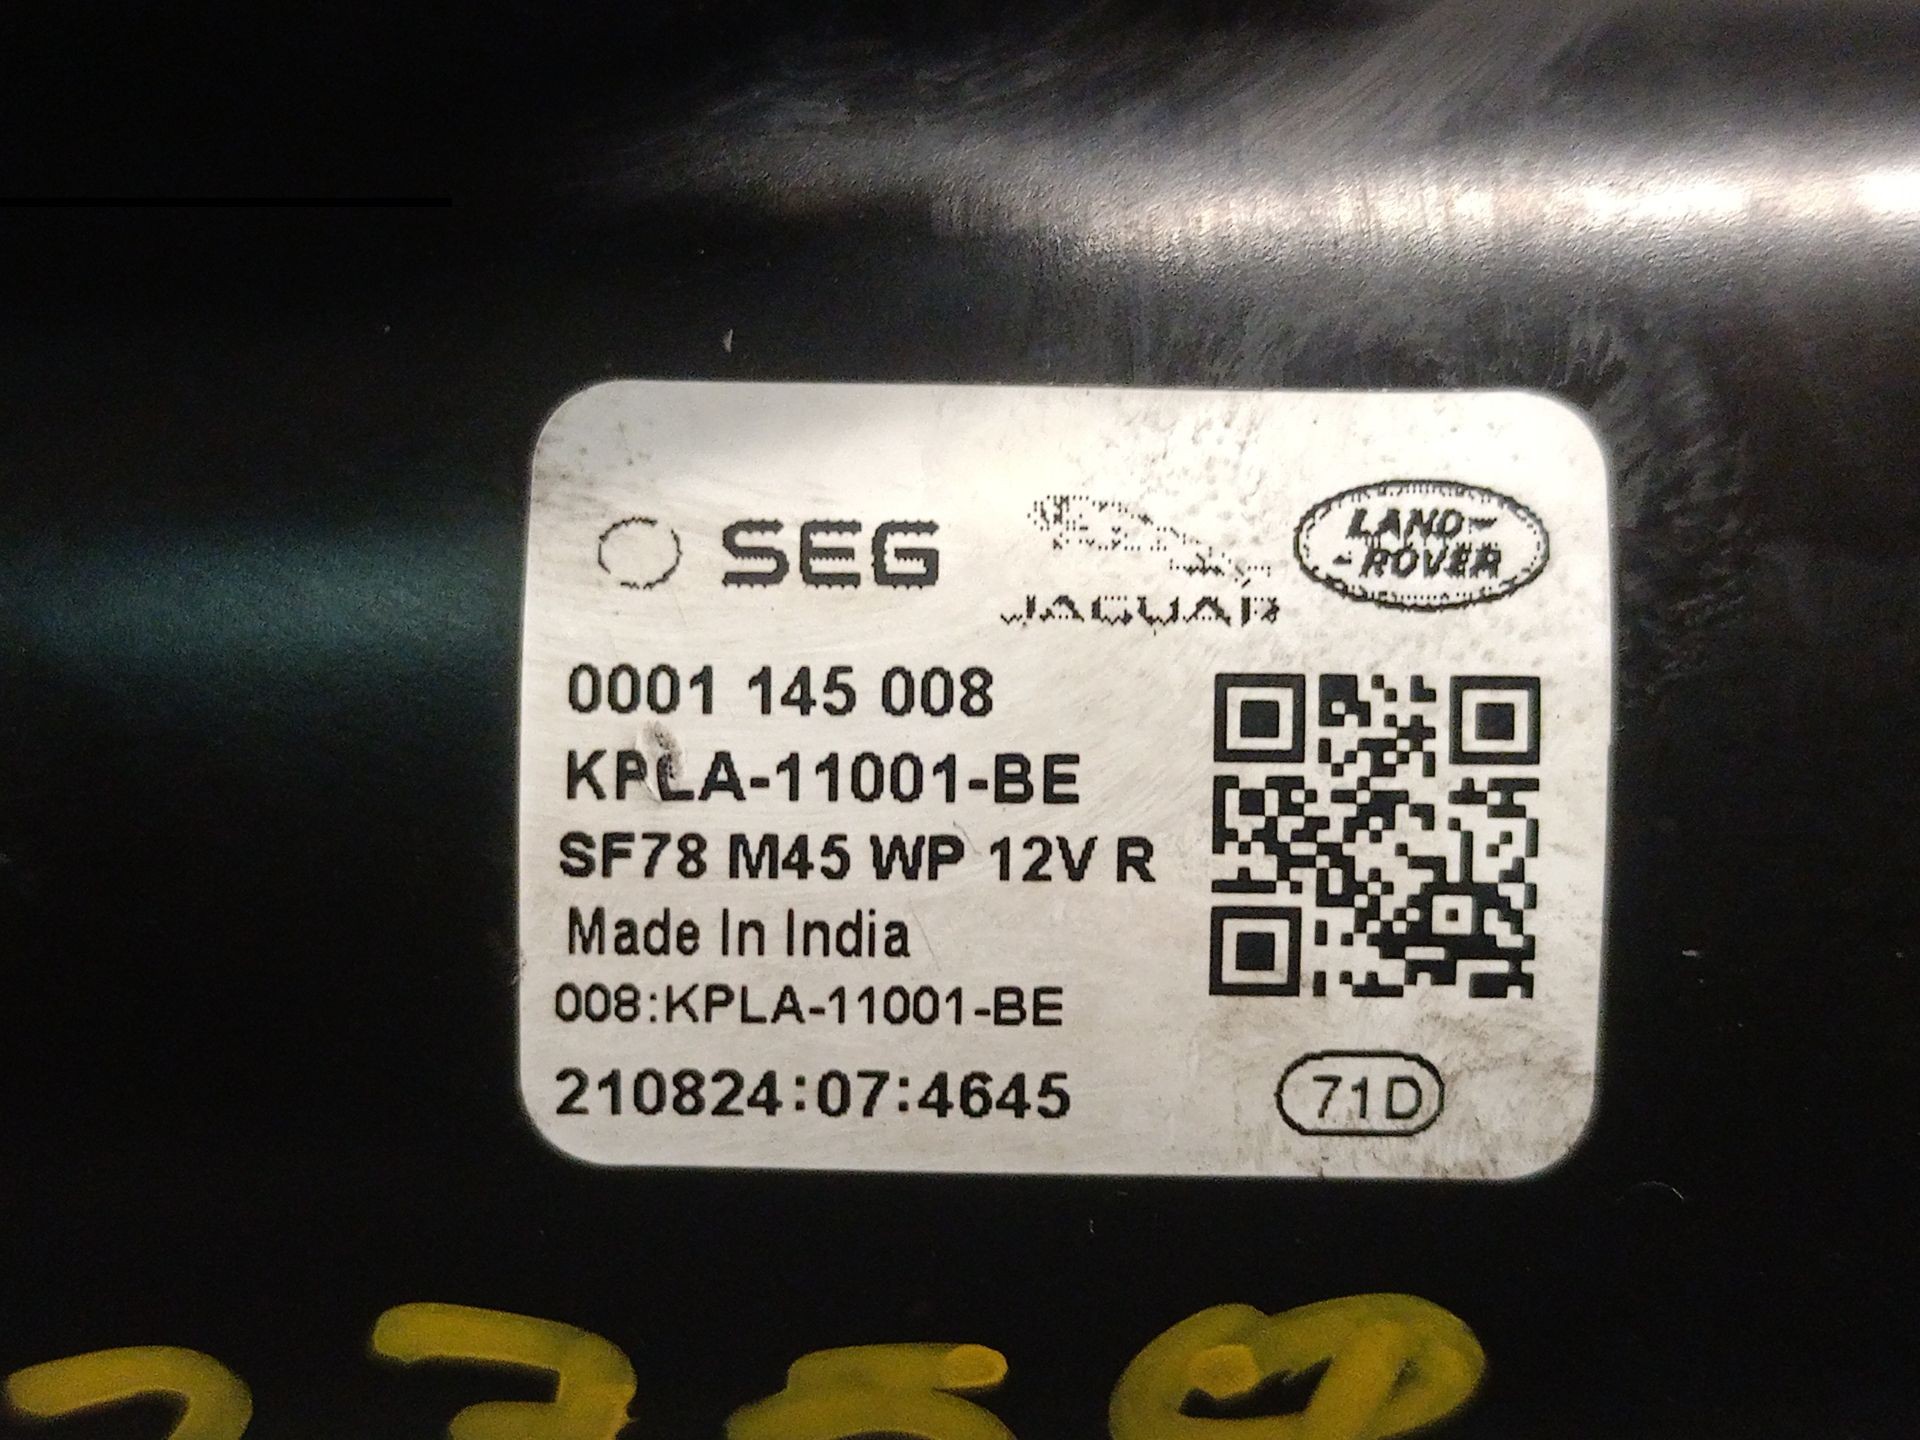 SEG
JAGUAR
LAND-
-ROVER
0001 145 008
KPLA-11001-BE
SF78 M45 WP 12V R
Made In India
008:KPLA-11001-BE
210824:07:4645
71D